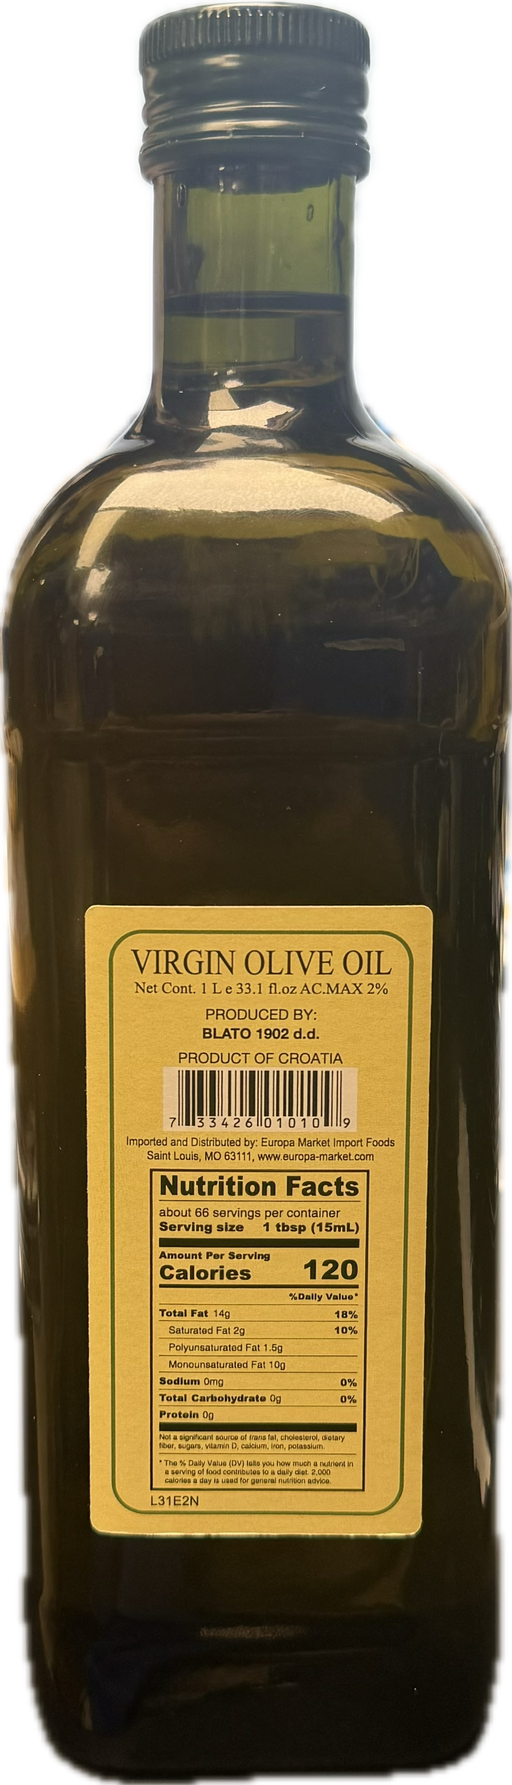 VIRGIN OLIVE OIL
Net Cont. 1 L e 33.1 fl.oz AC.MAX 2%
PRODUCED BY:
BLATO 1902 d.d.
PRODUCT OF CROATIA
7 33426 01010 9
Imported and Distributed by: Europa Market Import Foods
Saint Louis, MO 63111, www.europa-market.com
Nutrition Facts
about 66 servings per container
Serving size 1 tbsp (15mL)
Amount Per Serving
Calories 120
%Daily Value*
Total Fat 14g 18%
Saturated Fat 2g 10%
Polyunsaturated Fat 1.5g
Monounsaturated Fat 10g
Sodium 0mg 0%
Total Carbohydrate 0g 0%
Protein 0g
Not a significant source of trans fat, cholesterol, dietary
fiber, sugars, vitamin D, calcium, iron, potassium.
* The % Daily Value (DV) tells you how much a nutrient in
a serving of food contributes to a daily diet. 2,000
calories a day is used for general nutrition advice.
L31E2N